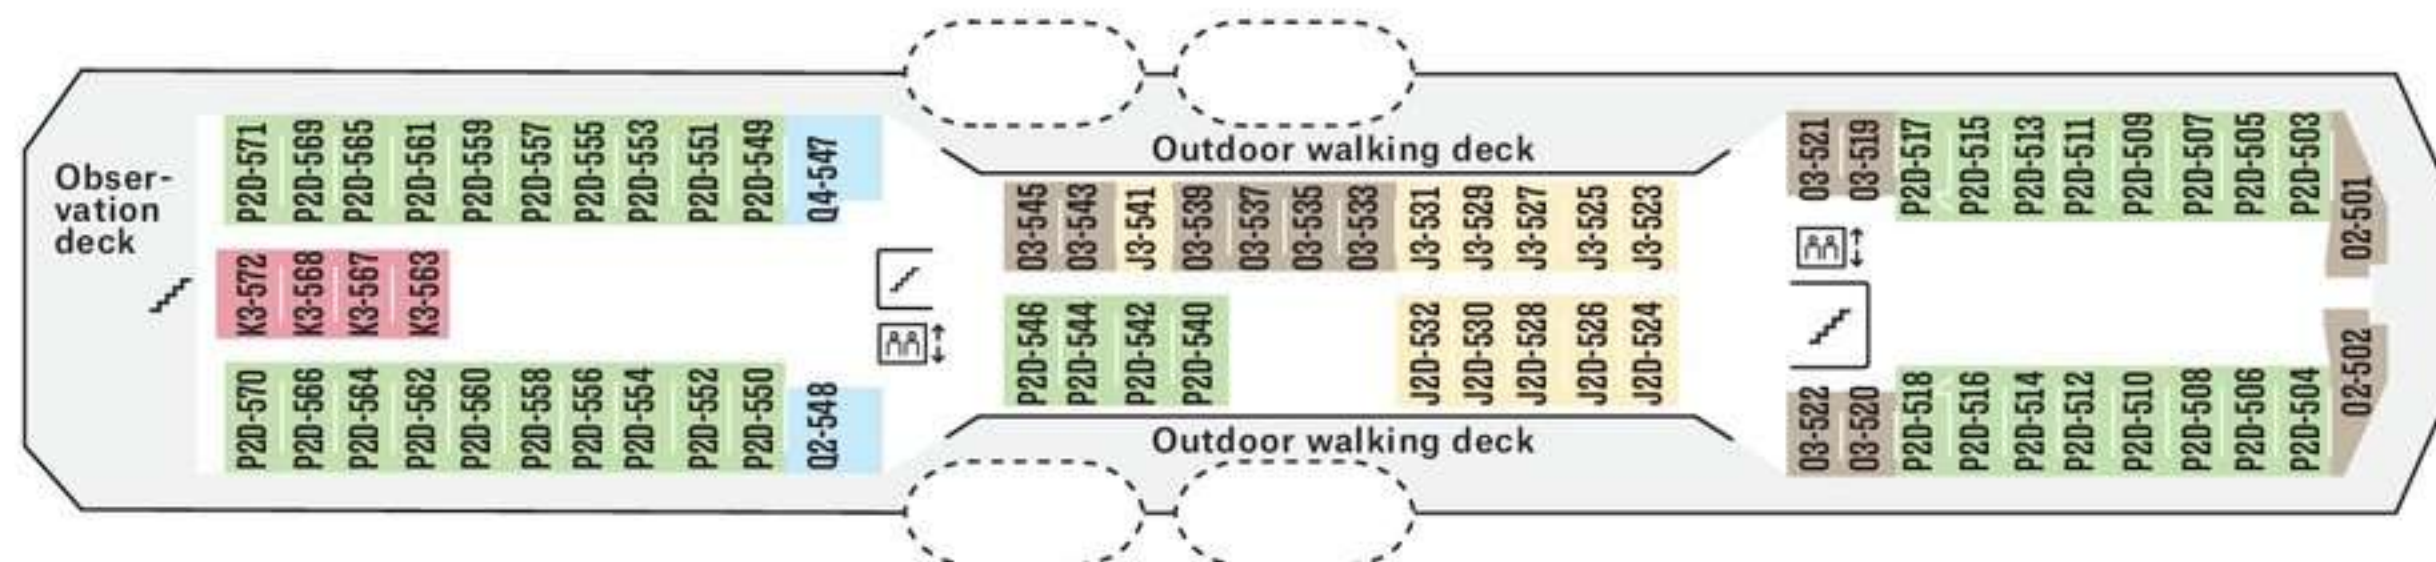 P2D-571
P2D-569
P2D-565
P2D-561
P2D-559
P2D-557
P2D-555
P2D-553
P2D-551
P2D-549
Q4-547
Obser-
vation
deck
K3-572
K3-568
K3-567
K3-563
P2D-570
P2D-566
P2D-564
P2D-562
P2D-560
P2D-558
P2D-556
P2D-554
P2D-552
P2D-550
Q2-548
Outdoor walking deck
O3-545
O3-543
J3-541
O3-539
O3-537
O3-535
O3-533
J3-531
J3-529
J3-527
J3-525
J3-523
P2D-546
P2D-544
P2D-542
P2D-540
J2D-532
J2D-530
J2D-528
J2D-526
J2D-524
Outdoor walking deck
O3-521
O3-519
P2D-517
P2D-515
P2D-513
P2D-511
P2D-509
P2D-507
P2D-505
P2D-503
O2-501
O3-522
O3-520
P2D-518
P2D-516
P2D-514
P2D-512
P2D-510
P2D-508
P2D-506
P2D-504
O2-502